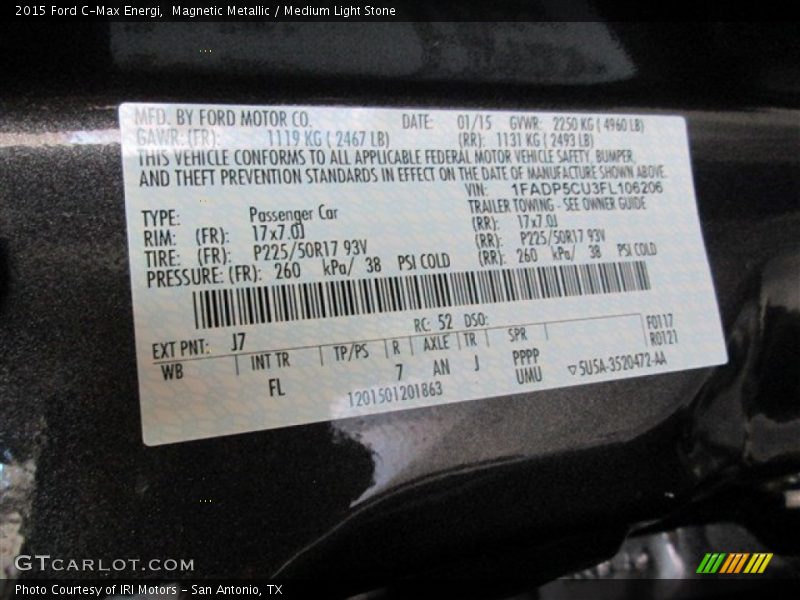 2015 Ford C-Max Energi,  Magnetic Metallic / Medium Light Stone
MFD. BY FORD MOTOR CO. DATE: 01/15 GVWR: 2250 KG ( 4960 LB)
GAWR: (FR): 1119 KG ( 2467 LB) (RR): 1131 KG ( 2493 LB)
THIS VEHICLE CONFORMS TO ALL APPLICABLE FEDERAL MOTOR VEHICLE SAFETY, BUMPER,
AND THEFT PREVENTION STANDARDS IN EFFECT ON THE DATE OF MANUFACTURE SHOWN ABOVE.
VIN: 1FADP5CU3FL106206
TYPE: Passenger Car TRAILER TOWING - SEE OWNER GUIDE
RIM: (FR): 17x7.0J (RR): 17x7.0J
TIRE: (FR): P225/50R17 93V (RR): P225/50R17 93V
PRESSURE: (FR): 260 kPa/ 38 PSI COLD (RR): 260 kPa/ 38 PSI COLD
EXT PNT: J7 RC: 52 DSO: F0117
WB INT TR TP/PS R AXLE TR SPR R0121
FL 7 AN J PPPP
1201501201863 UMU ▽5U5A-3520472-AA
GTCARLOT.COM
Photo Courtesy of IRI Motors - San Antonio, TX